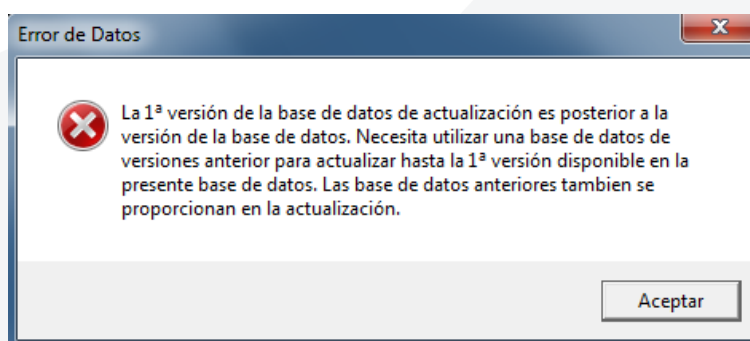 Error de Datos
La 1ª versión de la base de datos de actualización es posterior a la
versión de la base de datos. Necesita utilizar una base de datos de
versiones anterior para actualizar hasta la 1ª versión disponible en la
presente base de datos. Las base de datos anteriores tambien se
proporcionan en la actualización.
Aceptar